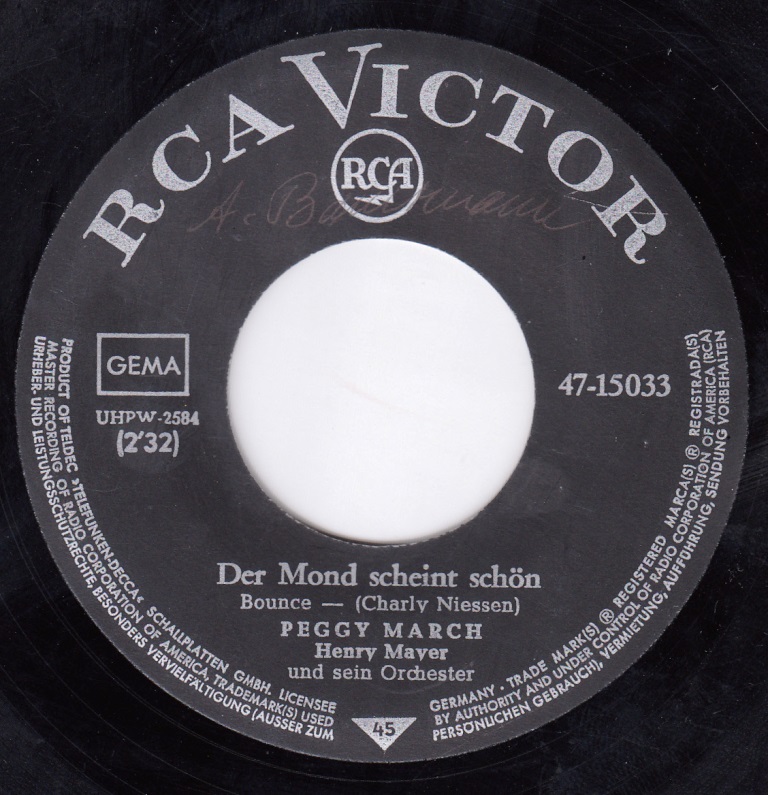 RCA VICTOR
RCA
GEMA
UHPW-2584
(2'32)
47-15033
Der Mond scheint schön
Bounce — (Charly Niessen)
PEGGY MARCH
Henry Mayer
und sein Orchester
45
PRODUCT OF TELDEC »TELEFUNKEN-DECCA« SCHALLPLATTEN GMBH. LICENSEE
MASTER RECORDING OF RADIO CORPORATION OF AMERICA, TRADEMARK(S) USED
URHEBER- UND LEISTUNGSSCHUTZRECHTE, BESONDERS VERVIELFÄLTIGUNG (AUSSER ZUM
GERMANY · TRADE MARK(S) ® REGISTERED MARCA(S) ® REGISTRADA(S)
BY AUTHORITY AND UNDER CONTROL OF RADIO CORPORATION OF AMERICA (RCA)
PERSÖNLICHEN GEBRAUCH), VERMIETUNG, AUFFÜHRUNG, SENDUNG VORBEHALTEN